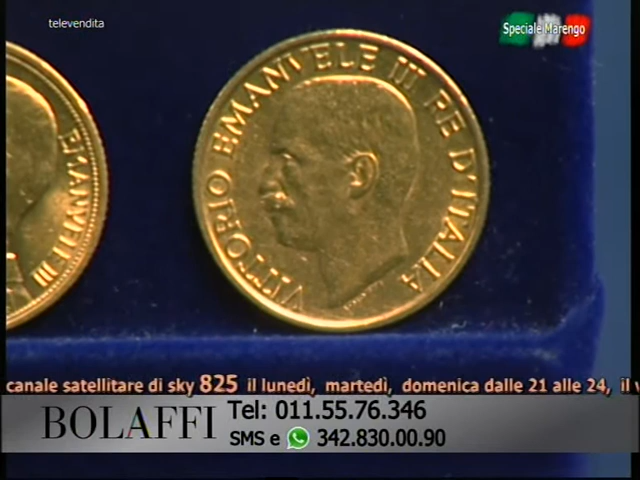 televendita
Speciale Marengo
EMANVELE III
VITTORIO EMANVELE III RE D'ITALIA
canale satellitare di sky 825 il lunedì, martedì, domenica dalle 21 alle 24, il v
BOLAFFI
Tel: 011.55.76.346
SMS e 342.830.00.90